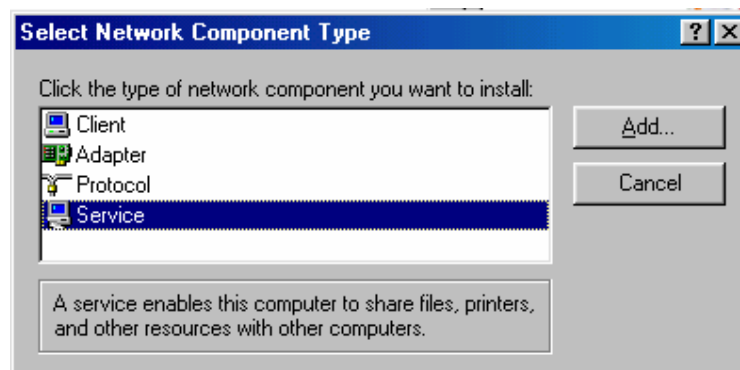 Select Network Component Type
Click the type of network component you want to install:
Client
Adapter
Protocol
Service
Add...
Cancel
A service enables this computer to share files, printers,
and other resources with other computers.